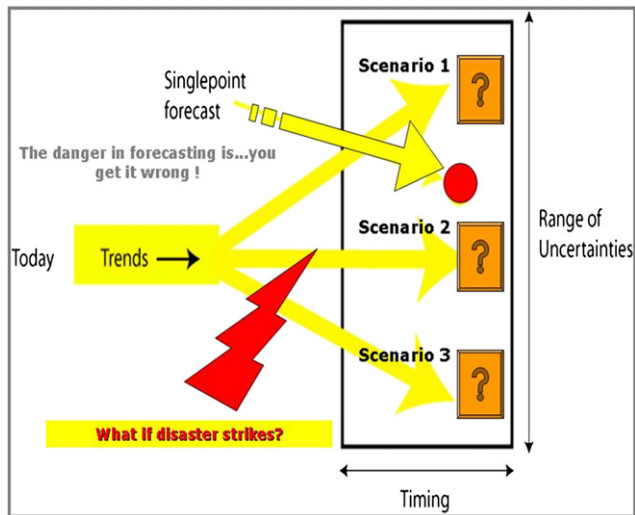 Scenario 1
?
Singlepoint
forecast
The danger in forecasting is...you
get it wrong !
Scenario 2
?
Range of
Uncertainties
Today
Trends →
Scenario 3
?
What if disaster strikes?
Timing